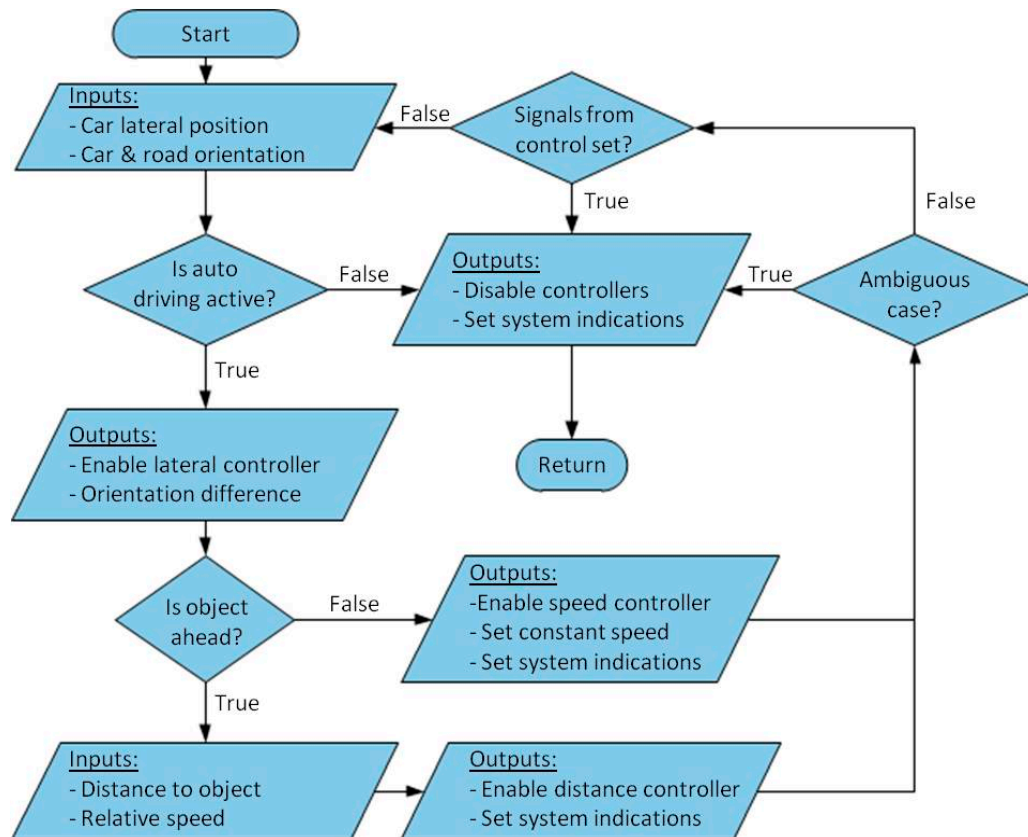 Start
Inputs:
- Car lateral position
- Car & road orientation
False
Signals from
control set?
True
False
Is auto
driving active?
False
Outputs:
- Disable controllers
- Set system indications
True
Ambiguous
case?
True
Outputs:
- Enable lateral controller
- Orientation difference
Return
Is object
ahead?
False
Outputs:
-Enable speed controller
- Set constant speed
- Set system indications
True
Inputs:
- Distance to object
- Relative speed
Outputs:
- Enable distance controller
- Set system indications